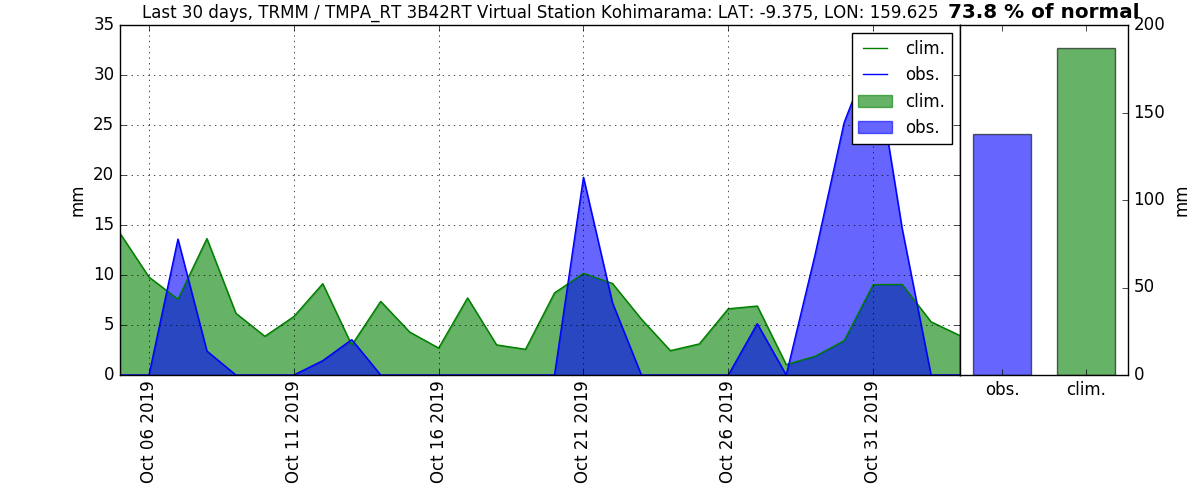 Last 30 days, TRMM / TMPA_RT 3B42RT Virtual Station Kohimarama: LAT: -9.375, LON: 159.625 73.8 % of normal
35
30
25
20
15
10
5
0
mm
clim.
obs.
clim.
obs.
Oct 06 2019
Oct 11 2019
Oct 16 2019
Oct 21 2019
Oct 26 2019
Oct 31 2019
200
150
100
50
0
mm
obs. clim.